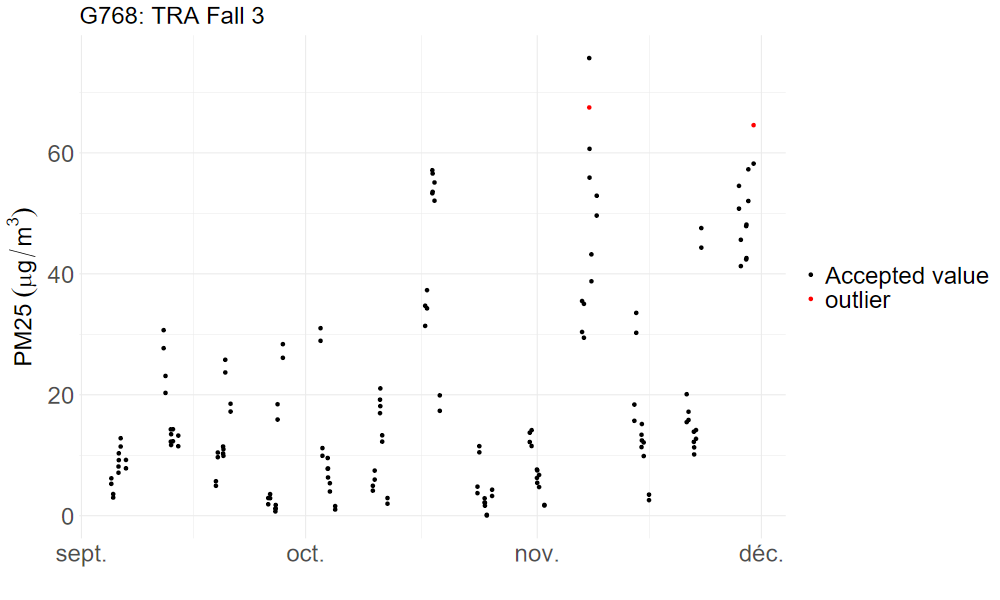 G768: TRA Fall 3
PM25 (μg/m³)
60
40
20
0
sept.
oct.
nov.
déc.
Accepted value
outlier